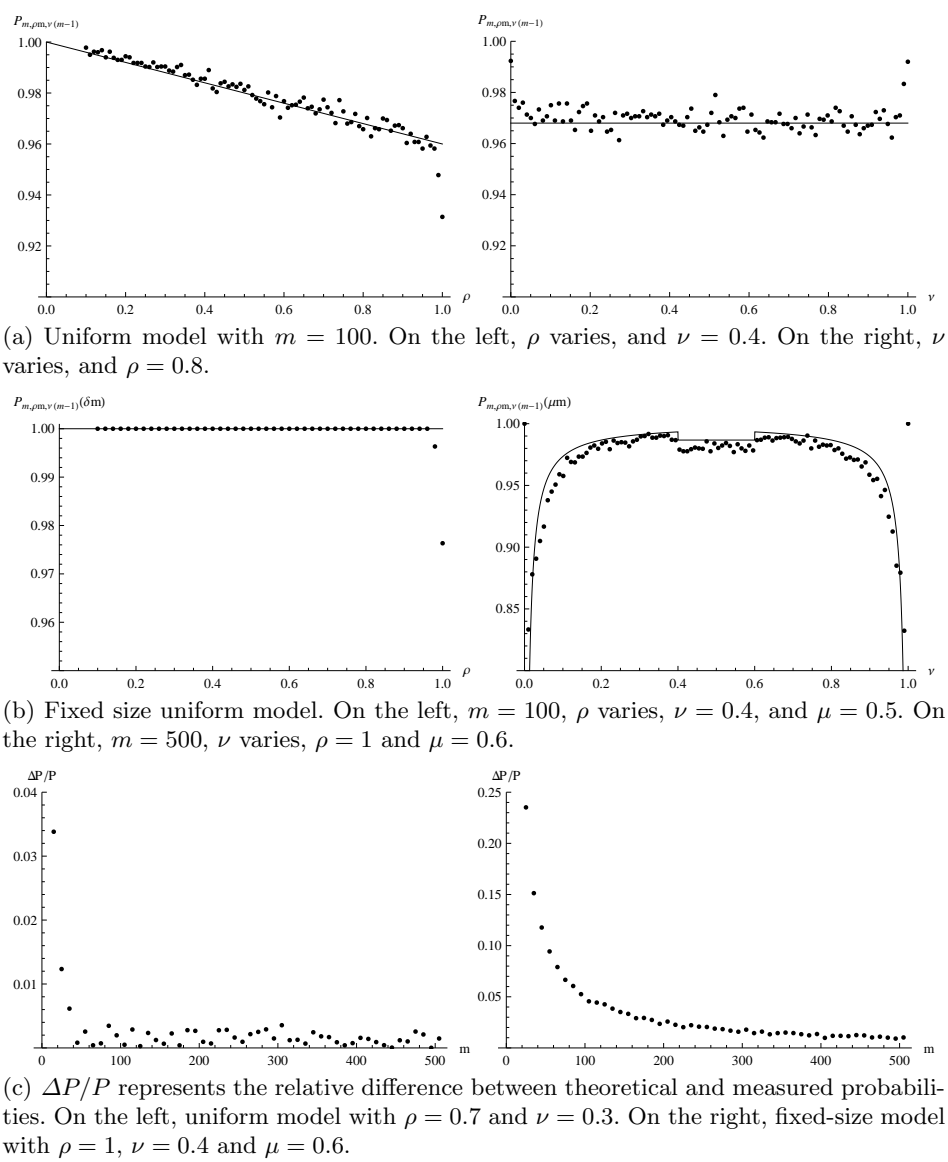 P_{m,ρm,ν(m−1)}
1.00
0.98
0.96
0.94
0.92
0.0 0.2 0.4 0.6 0.8 1.0 ρ
P_{m,ρm,ν(m−1)}
1.00
0.98
0.96
0.94
0.92
0.0 0.2 0.4 0.6 0.8 1.0 ν
(a) Uniform model with m = 100. On the left, ρ varies, and ν = 0.4. On the right, ν
varies, and ρ = 0.8.
P_{m,ρm,ν(m−1)}(δm)
1.00
0.99
0.98
0.97
0.96
0.0 0.2 0.4 0.6 0.8 1.0 ρ
P_{m,ρm,ν(m−1)}(μm)
1.00
0.95
0.90
0.85
0.0 0.2 0.4 0.6 0.8 1.0 ν
(b) Fixed size uniform model. On the left, m = 100, ρ varies, ν = 0.4, and μ = 0.5. On
the right, m = 500, ν varies, ρ = 1 and μ = 0.6.
ΔP/P
0.04
0.03
0.02
0.01
0 100 200 300 400 500 m
ΔP/P
0.25
0.20
0.15
0.10
0.05
0 100 200 300 400 500 m
(c) ΔP/P represents the relative difference between theoretical and measured probabili-
ties. On the left, uniform model with ρ = 0.7 and ν = 0.3. On the right, fixed-size model
with ρ = 1, ν = 0.4 and μ = 0.6.